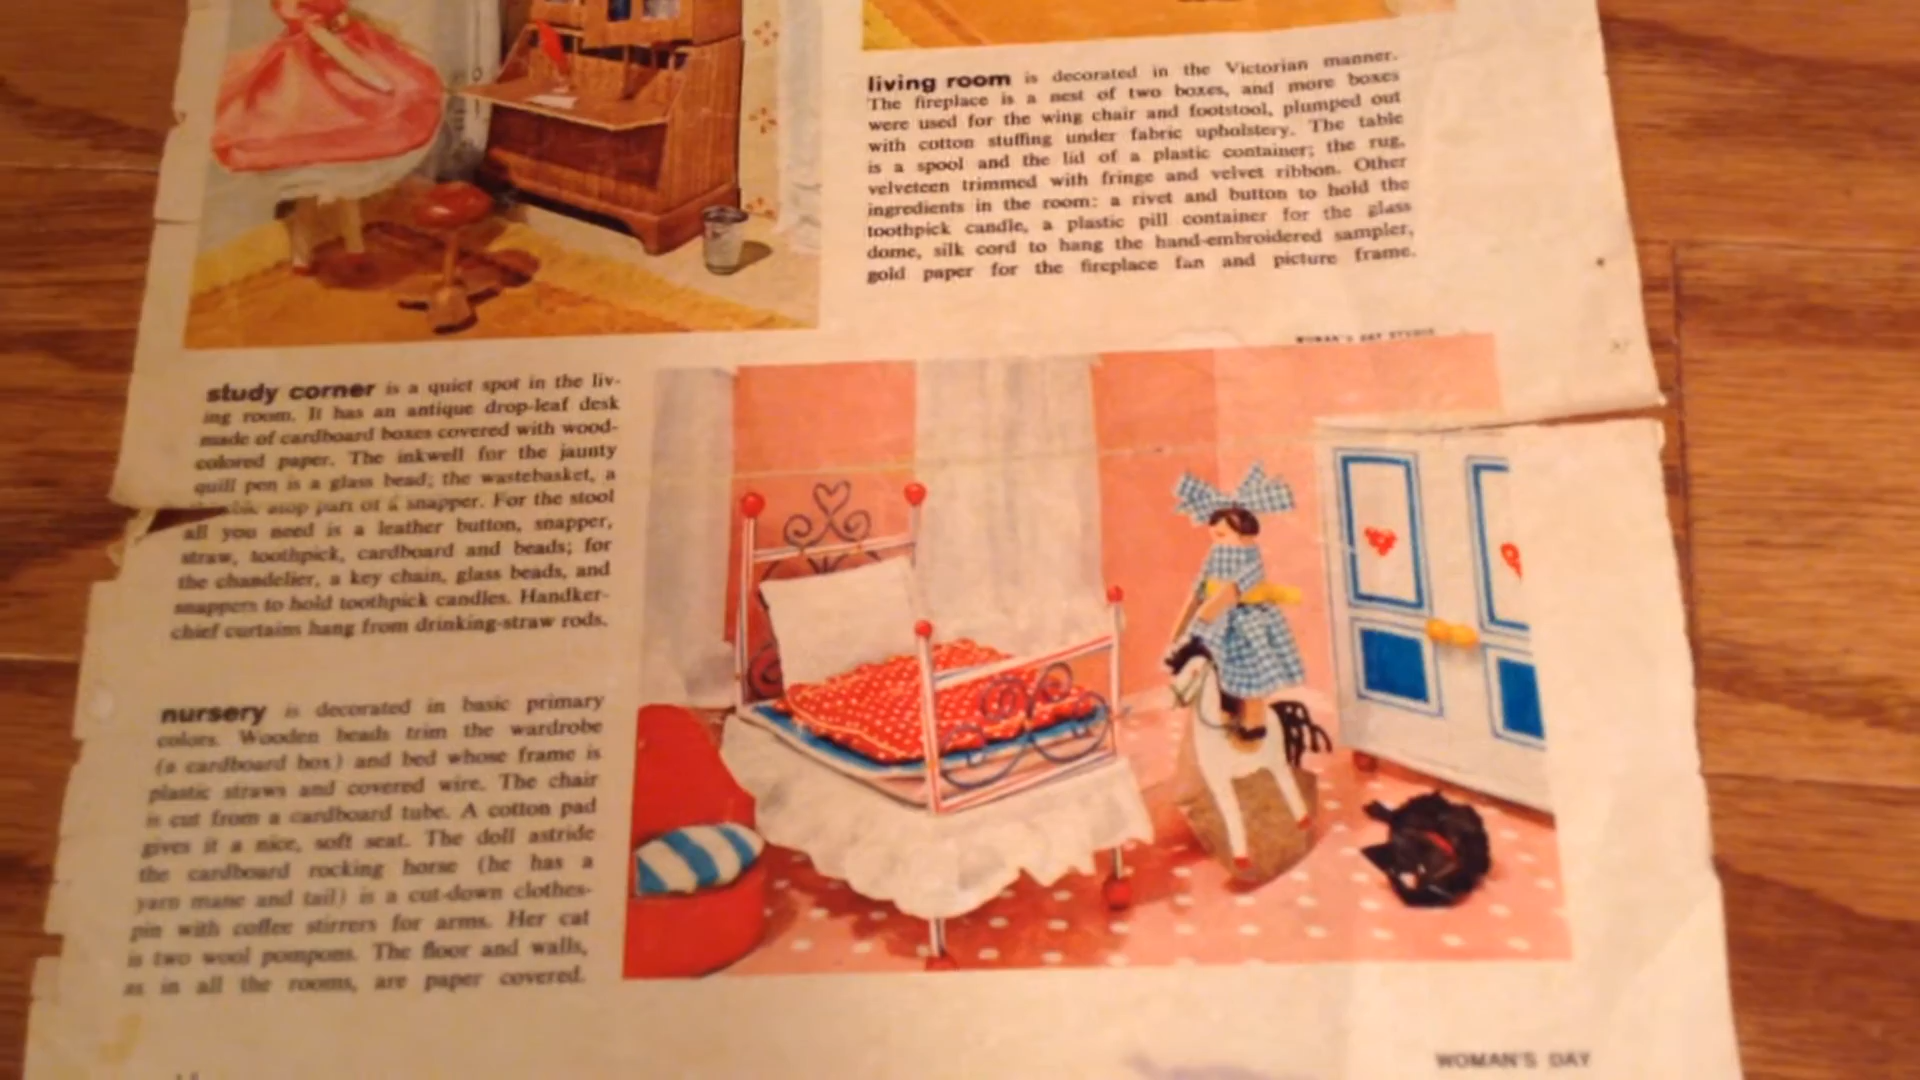 living room is decorated in the Victorian manner.
The fireplace is a nest of two boxes, and more boxes
were used for the wing chair and footstool, plumped out
with cotton stuffing under fabric upholstery. The table
is a spool and the lid of a plastic container; the rug,
velveteen trimmed with fringe and velvet ribbon. Other
ingredients in the room: a rivet and button to hold the
toothpick candle, a plastic pill container for the glass
dome, silk cord to hang the hand-embroidered sampler,
gold paper for the fireplace fan and picture frame.
WOMAN'S DAY STUDIO
study corner is a quiet spot in the liv-
ing room. It has an antique drop-leaf desk
made of cardboard boxes covered with wood-
colored paper. The inkwell for the jaunty
quill pen is a glass bead; the wastebasket, a
part of a snapper. For the stool
all you need is a leather button, snapper,
straw, toothpick, cardboard and beads; for
the chandelier, a key chain, glass beads, and
snappers to hold toothpick candles. Handker-
chief curtains hang from drinking-straw rods.
nursery is decorated in basic primary
colors. Wooden beads trim the wardrobe
(a cardboard box) and bed whose frame is
plastic straws and covered wire. The chair
is cut from a cardboard tube. A cotton pad
gives it a nice, soft seat. The doll astride
the cardboard rocking horse (he has a
yarn mane and tail) is a cut-down clothes-
pin with coffee stirrers for arms. Her cat
is two wool pompons. The floor and walls,
as in all the rooms, are paper covered.
WOMAN'S DAY